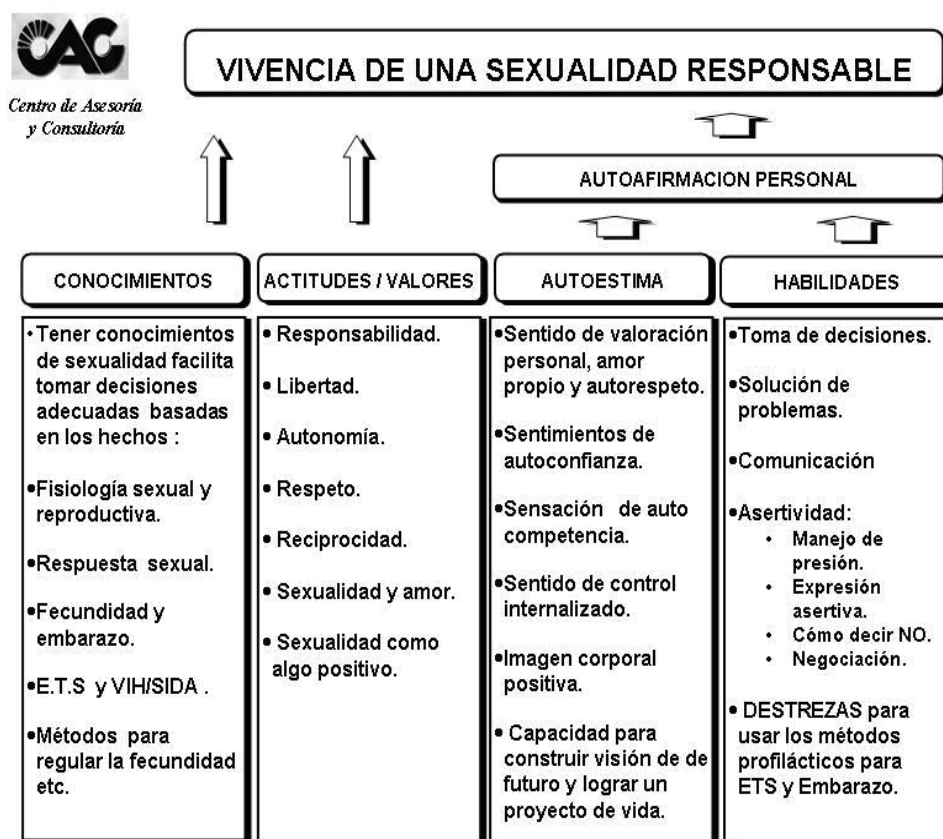 CAC
Centro de Asesoría
y Consultoría
VIVENCIA DE UNA SEXUALIDAD RESPONSABLE
AUTOAFIRMACION PERSONAL
CONOCIMIENTOS
• Tener conocimientos
de sexualidad facilita
tomar decisiones
adecuadas basadas
en los hechos :
•Fisiología sexual y
reproductiva.
•Respuesta sexual.
•Fecundidad y
embarazo.
•E.T.S y VIH/SIDA .
•Métodos para
regular la fecundidad
etc.
ACTITUDES / VALORES
• Responsabilidad.
• Libertad.
• Autonomía.
• Respeto.
• Reciprocidad.
• Sexualidad y amor.
• Sexualidad como
algo positivo.
AUTOESTIMA
•Sentido de valoración
personal, amor
propio y autorespeto.
•Sentimientos de
autoconfianza.
•Sensación de auto
competencia.
•Sentido de control
internalizado.
•Imagen corporal
positiva.
• Capacidad para
construir visión de de
futuro y lograr un
proyecto de vida.
HABILIDADES
•Toma de decisiones.
•Solución de
problemas.
•Comunicación
•Asertividad:
• Manejo de
presión.
• Expresión
asertiva.
• Cómo decir NO.
• Negociación.
• DESTREZAS para
usar los métodos
profilácticos para
ETS y Embarazo.